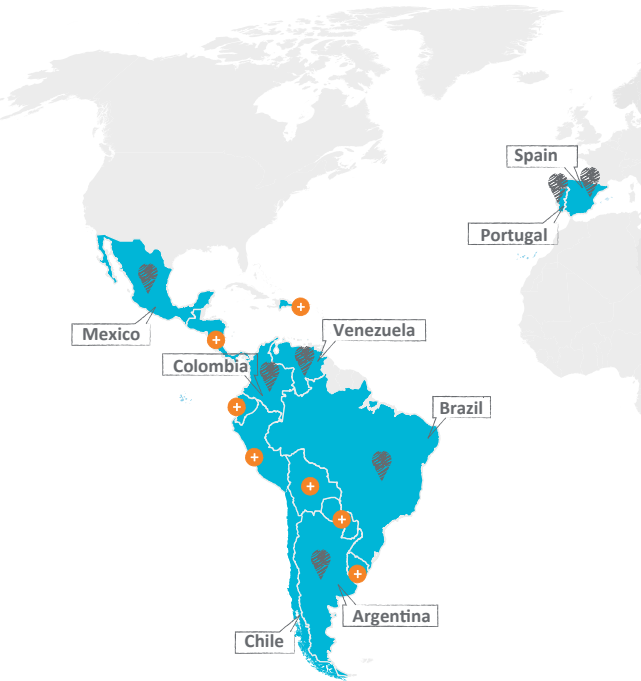 Spain
Portugal
Mexico
Venezuela
Colombia
Brazil
Argentina
Chile